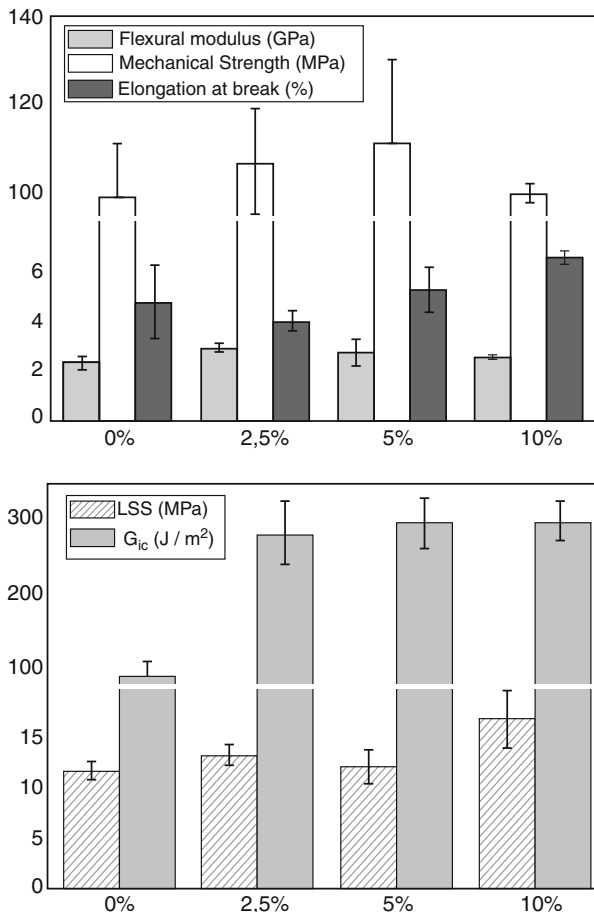 140
120
100
6
4
2
0
Flexural modulus (GPa)
Mechanical Strength (MPa)
Elongation at break (%)
0% 2,5% 5% 10%
300
200
100
15
10
5
0
LSS (MPa)
Gic (J / m²)
0% 2,5% 5% 10%